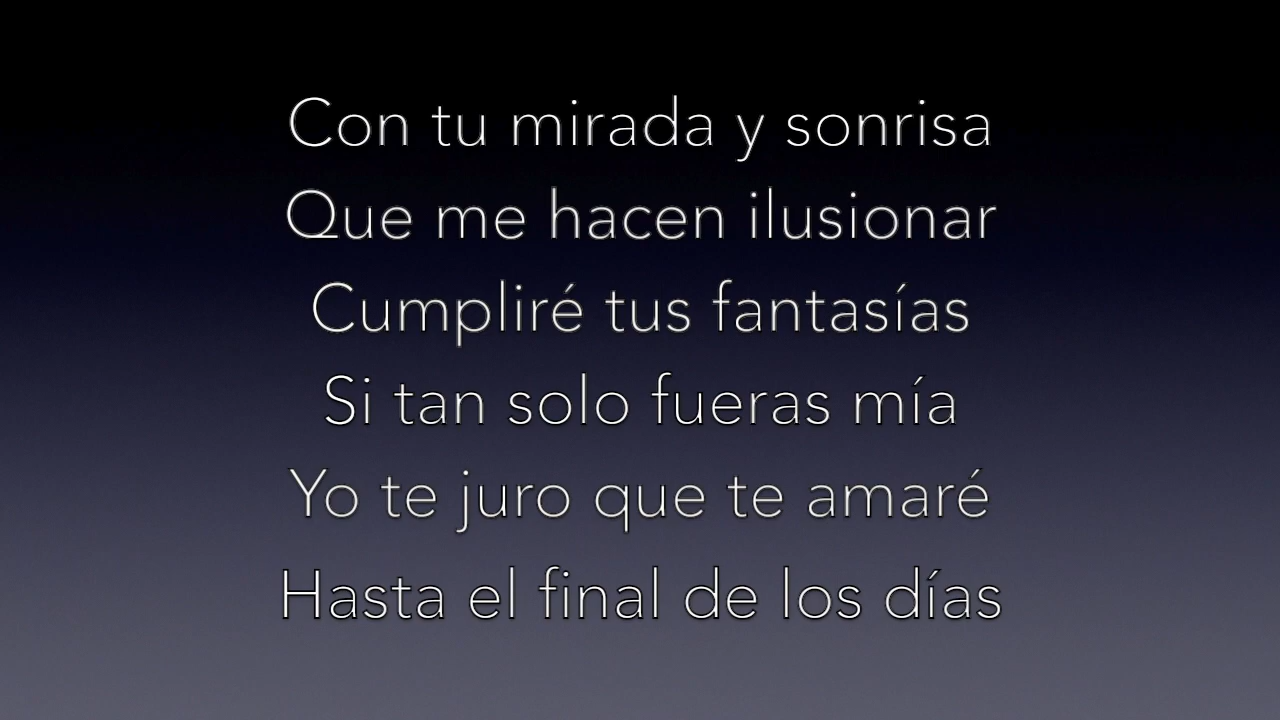 Con tu mirada y sonrisa
Que me hacen ilusionar
Cumpliré tus fantasías
Si tan solo fueras mía
Yo te juro que te amaré
Hasta el final de los días